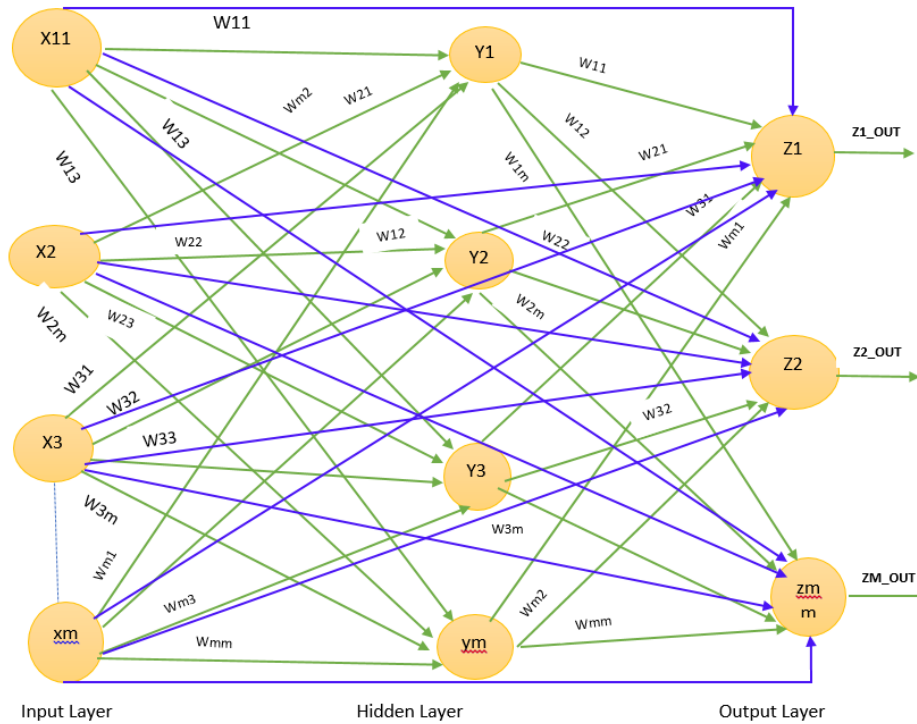 W11
X11
Y1
W11
Wm2
W21
W13
W12
Z1_OUT
Z1
W13
W1m
W21
W31
X2
W22
W12
Y2
W22
Wm1
W2m
W23
W2m
Z2_OUT
Z2
W31
W32
W32
X3
W33
Y3
W3m
W3m
Wm1
ZM_OUT
zm
m
xm
Wm3
Wm2
Wmm
ym
Wmm
Input Layer
Hidden Layer
Output Layer